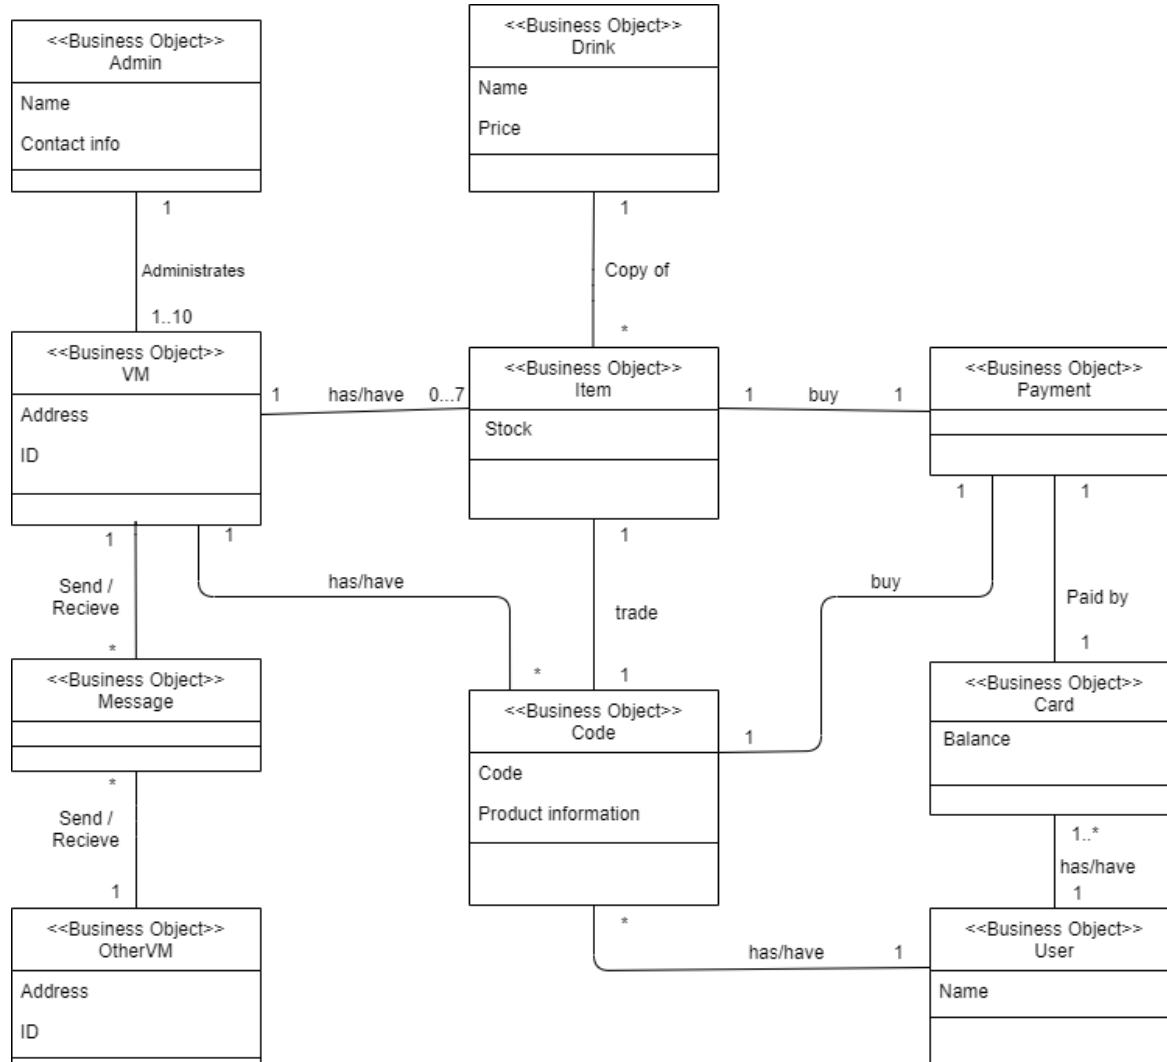 <<Business Object>>
Admin
Name
Contact info
<<Business Object>>
Drink
Name
Price
1
Administrates
1..10
1
Copy of
*
<<Business Object>>
VM
Address
ID
1
has/have
0...7
<<Business Object>>
Item
Stock
1
buy
1
<<Business Object>>
Payment
1
Send /
Recieve
*
1
has/have
*
1
trade
1
1
buy
1
1
Paid by
1
<<Business Object>>
Message
*
Send /
Recieve
1
<<Business Object>>
Code
Code
Product information
<<Business Object>>
Card
Balance
1..*
has/have
1
<<Business Object>>
OtherVM
Address
ID
*
has/have
1
<<Business Object>>
User
Name